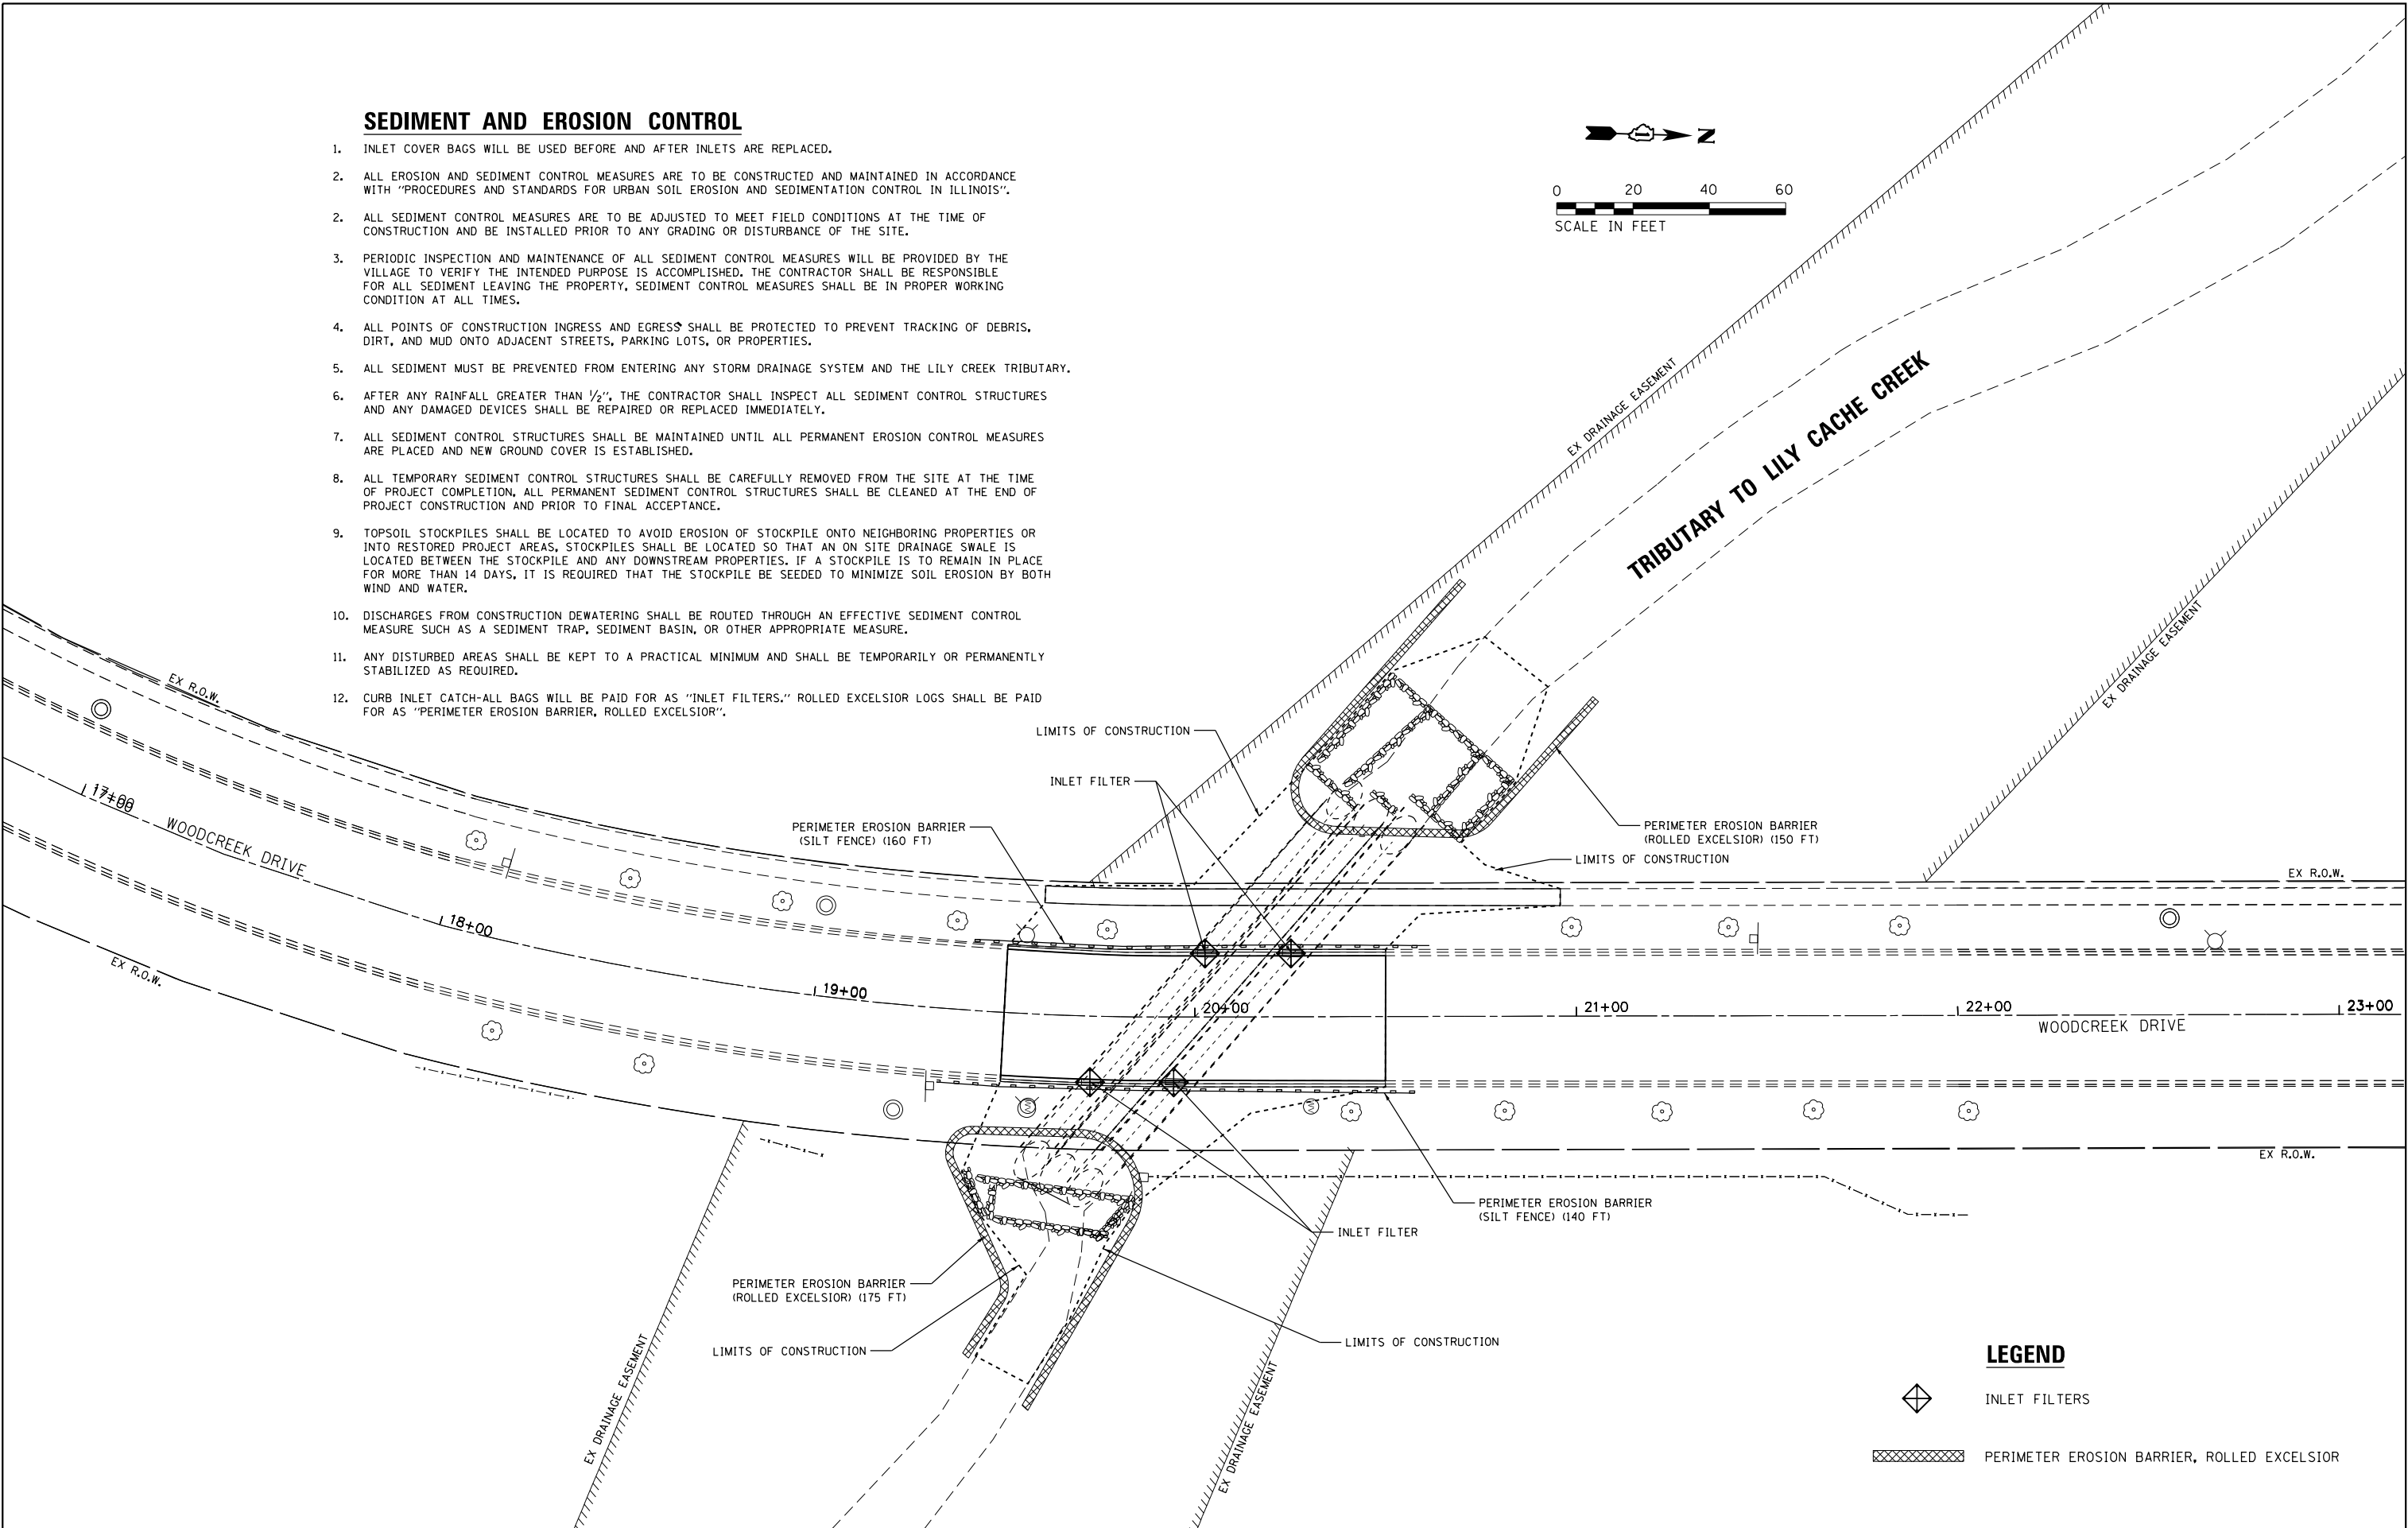 SEDIMENT AND EROSION CONTROL
1. INLET COVER BAGS WILL BE USED BEFORE AND AFTER INLETS ARE REPLACED.
2. ALL EROSION AND SEDIMENT CONTROL MEASURES ARE TO BE CONSTRUCTED AND MAINTAINED IN ACCORDANCE
WITH "PROCEDURES AND STANDARDS FOR URBAN SOIL EROSION AND SEDIMENTATION CONTROL IN ILLINOIS".
2. ALL SEDIMENT CONTROL MEASURES ARE TO BE ADJUSTED TO MEET FIELD CONDITIONS AT THE TIME OF
CONSTRUCTION AND BE INSTALLED PRIOR TO ANY GRADING OR DISTURBANCE OF THE SITE.
3. PERIODIC INSPECTION AND MAINTENANCE OF ALL SEDIMENT CONTROL MEASURES WILL BE PROVIDED BY THE
VILLAGE TO VERIFY THE INTENDED PURPOSE IS ACCOMPLISHED. THE CONTRACTOR SHALL BE RESPONSIBLE
FOR ALL SEDIMENT LEAVING THE PROPERTY, SEDIMENT CONTROL MEASURES SHALL BE IN PROPER WORKING
CONDITION AT ALL TIMES.
4. ALL POINTS OF CONSTRUCTION INGRESS AND EGRESS SHALL BE PROTECTED TO PREVENT TRACKING OF DEBRIS,
DIRT, AND MUD ONTO ADJACENT STREETS, PARKING LOTS, OR PROPERTIES.
5. ALL SEDIMENT MUST BE PREVENTED FROM ENTERING ANY STORM DRAINAGE SYSTEM AND THE LILY CREEK TRIBUTARY.
6. AFTER ANY RAINFALL GREATER THAN 1/2", THE CONTRACTOR SHALL INSPECT ALL SEDIMENT CONTROL STRUCTURES
AND ANY DAMAGED DEVICES SHALL BE REPAIRED OR REPLACED IMMEDIATELY.
7. ALL SEDIMENT CONTROL STRUCTURES SHALL BE MAINTAINED UNTIL ALL PERMANENT EROSION CONTROL MEASURES
ARE PLACED AND NEW GROUND COVER IS ESTABLISHED.
8. ALL TEMPORARY SEDIMENT CONTROL STRUCTURES SHALL BE CAREFULLY REMOVED FROM THE SITE AT THE TIME
OF PROJECT COMPLETION, ALL PERMANENT SEDIMENT CONTROL STRUCTURES SHALL BE CLEANED AT THE END OF
PROJECT CONSTRUCTION AND PRIOR TO FINAL ACCEPTANCE.
9. TOPSOIL STOCKPILES SHALL BE LOCATED TO AVOID EROSION OF STOCKPILE ONTO NEIGHBORING PROPERTIES OR
INTO RESTORED PROJECT AREAS, STOCKPILES SHALL BE LOCATED SO THAT AN ON SITE DRAINAGE SWALE IS
LOCATED BETWEEN THE STOCKPILE AND ANY DOWNSTREAM PROPERTIES. IF A STOCKPILE IS TO REMAIN IN PLACE
FOR MORE THAN 14 DAYS, IT IS REQUIRED THAT THE STOCKPILE BE SEEDED TO MINIMIZE SOIL EROSION BY BOTH
WIND AND WATER.
10. DISCHARGES FROM CONSTRUCTION DEWATERING SHALL BE ROUTED THROUGH AN EFFECTIVE SEDIMENT CONTROL
MEASURE SUCH AS A SEDIMENT TRAP, SEDIMENT BASIN, OR OTHER APPROPRIATE MEASURE.
11. ANY DISTURBED AREAS SHALL BE KEPT TO A PRACTICAL MINIMUM AND SHALL BE TEMPORARILY OR PERMANENTLY
STABILIZED AS REQUIRED.
12. CURB INLET CATCH-ALL BAGS WILL BE PAID FOR AS "INLET FILTERS." ROLLED EXCELSIOR LOGS SHALL BE PAID
FOR AS "PERIMETER EROSION BARRIER, ROLLED EXCELSIOR".
N
0 20 40 60
SCALE IN FEET
EX DRAINAGE EASEMENT
TRIBUTARY TO LILY CACHE CREEK
EX DRAINAGE EASEMENT
EX R.O.W.
LIMITS OF CONSTRUCTION
INLET FILTER
PERIMETER EROSION BARRIER
(SILT FENCE) (160 FT)
PERIMETER EROSION BARRIER
(ROLLED EXCELSIOR) (150 FT)
LIMITS OF CONSTRUCTION
EX R.O.W.
17+00
WOODCREEK DRIVE
18+00
19+00
20+00
21+00
22+00
23+00
WOODCREEK DRIVE
EX R.O.W.
EX R.O.W.
PERIMETER EROSION BARRIER
(SILT FENCE) (140 FT)
INLET FILTER
PERIMETER EROSION BARRIER
(ROLLED EXCELSIOR) (175 FT)
LIMITS OF CONSTRUCTION
LIMITS OF CONSTRUCTION
EX DRAINAGE EASEMENT
EX DRAINAGE EASEMENT
LEGEND
INLET FILTERS
PERIMETER EROSION BARRIER, ROLLED EXCELSIOR